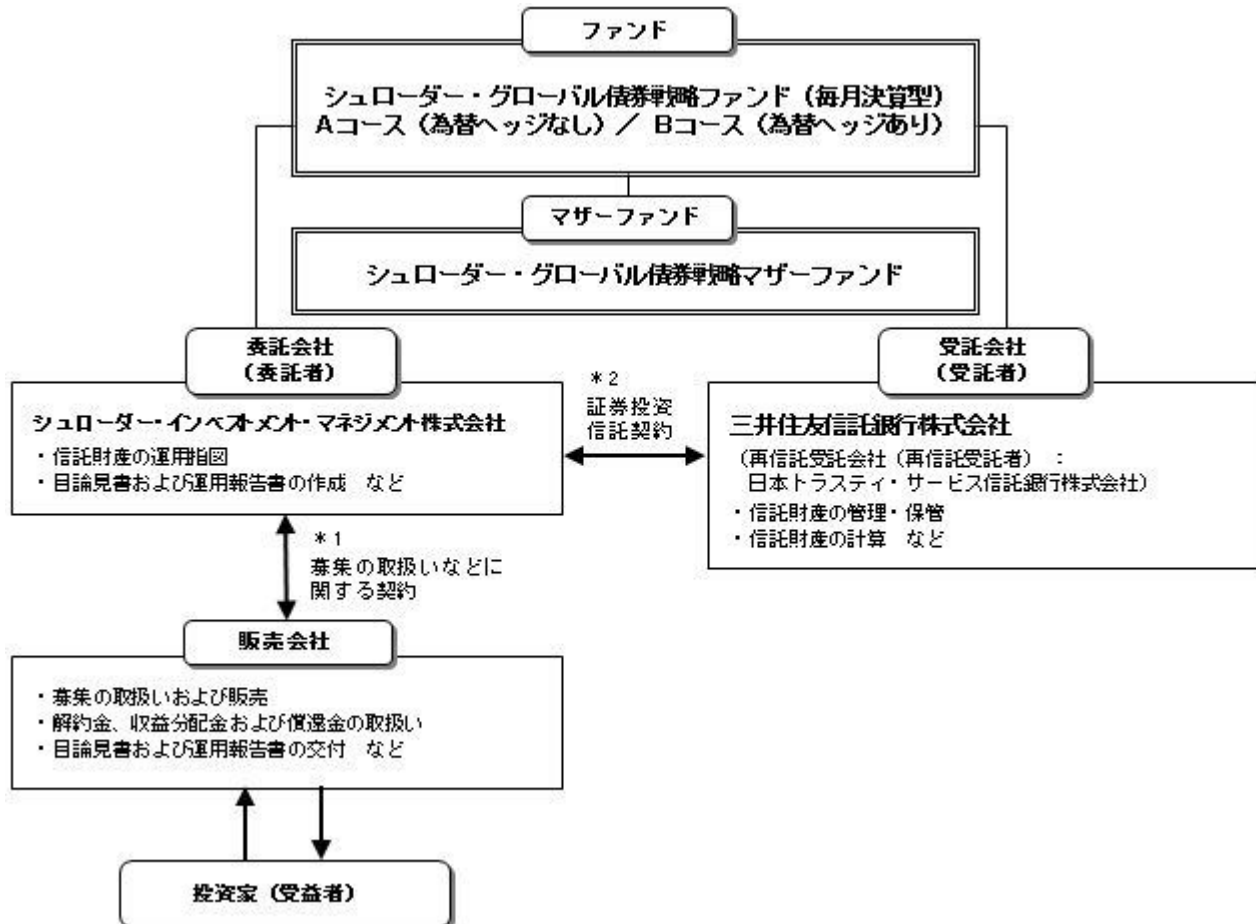 ファンド
シュローダー・グローバル債券戦略ファンド（毎月決算型）
Aコース（為替ヘッジなし）／ Bコース（為替ヘッジあり）
マザーファンド
シュローダー・グローバル債券戦略マザーファンド
委託会社
（委託者）
シュローダー・インベストメント・マネジメント株式会社
・信託財産の運用指図
・目論見書および運用報告書の作成　など
＊2
証券投資
信託契約
受託会社
（受託者）
三井住友信託銀行株式会社
（再信託受託会社（再信託受託者）：
日本トラスティ・サービス信託銀行株式会社）
・信託財産の管理・保管
・信託財産の計算　など
＊1
募集の取扱いなどに
関する契約
販売会社
・募集の取扱いおよび販売
・解約金、収益分配金および償還金の取扱い
・目論見書および運用報告書の交付　など
投資家（受益者）